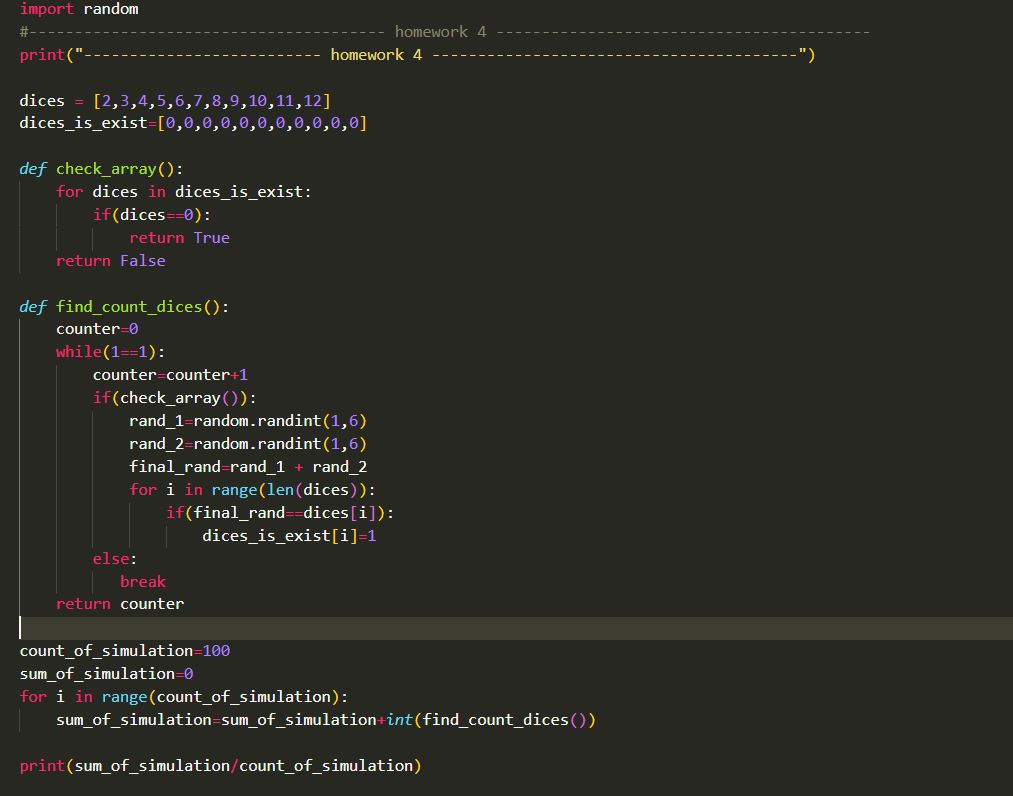 import random
#--------------------------------------- homework 4 -----------------------------------------
print("-------------------------- homework 4 ----------------------------------------")
dices = [2,3,4,5,6,7,8,9,10,11,12]
dices_is_exist=[0,0,0,0,0,0,0,0,0,0,0]
def check_array():
    for dices in dices_is_exist:
        if(dices==0):
            return True
    return False
def find_count_dices():
    counter=0
    while(1==1):
        counter=counter+1
        if(check_array()):
            rand_1=random.randint(1,6)
            rand_2=random.randint(1,6)
            final_rand=rand_1 + rand_2
            for i in range(len(dices)):
                if(final_rand==dices[i]):
                    dices_is_exist[i]=1
        else:
           break
    return counter
count_of_simulation=100
sum_of_simulation=0
for i in range(count_of_simulation):
    sum_of_simulation=sum_of_simulation+int(find_count_dices())
print(sum_of_simulation/count_of_simulation)